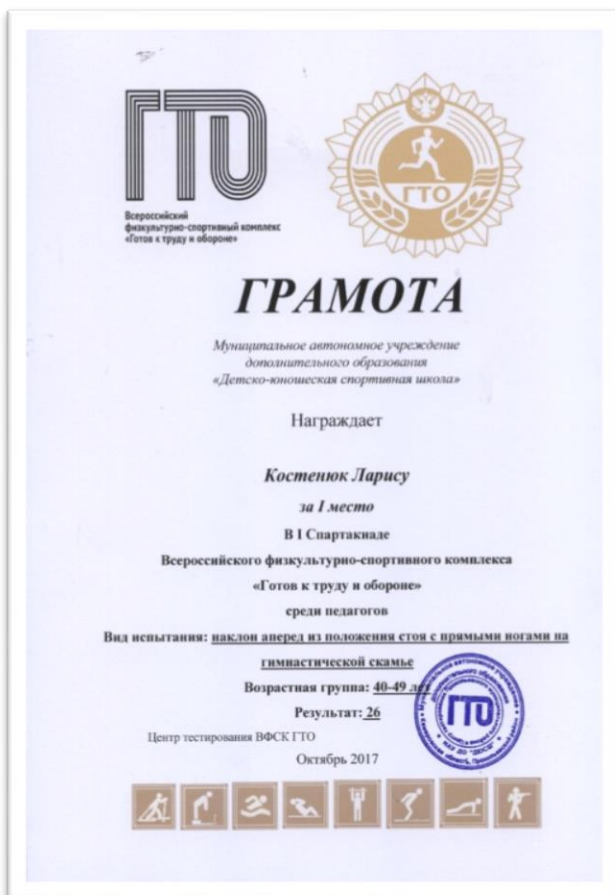 ГТО
Всероссийский
физкультурно-спортивный комплекс
«Готов к труду и обороне»
ГТО
ГРАМОТА
Муниципальное автономное учреждение
дополнительного образования
«Детско-юношеская спортивная школа»
Награждает
Костенюк Ларису
за I место
В I Спартакиаде
Всероссийского физкультурно-спортивного комплекса
«Готов к труду и обороне»
среди педагогов
Вид испытания: наклон аперед из положения стоя с прямыми ногами на
гимнастической скамье
Возрастная группа: 40-49 лет
Результат: 26
Центр тестирования ВФСК ГТО
Октябрь 2017
ГТО